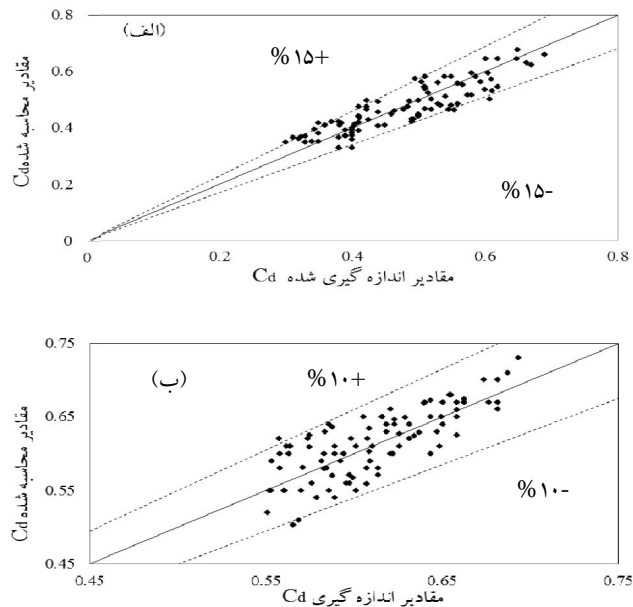 0.8
(الف)
%۱۵+
0.6
مقادیر محاسبه شده Cd
0.4
0.2
%۱۵-
0
0 0.2 0.4 0.6 0.8
مقادیر اندازه گیری شده Cd
0.75
(ب)
%۱۰+
0.65
مقادیر محاسبه شده Cd
0.55
%۱۰-
0.45
0.45 0.55 0.65 0.75
مقادیر اندازه گیری Cd